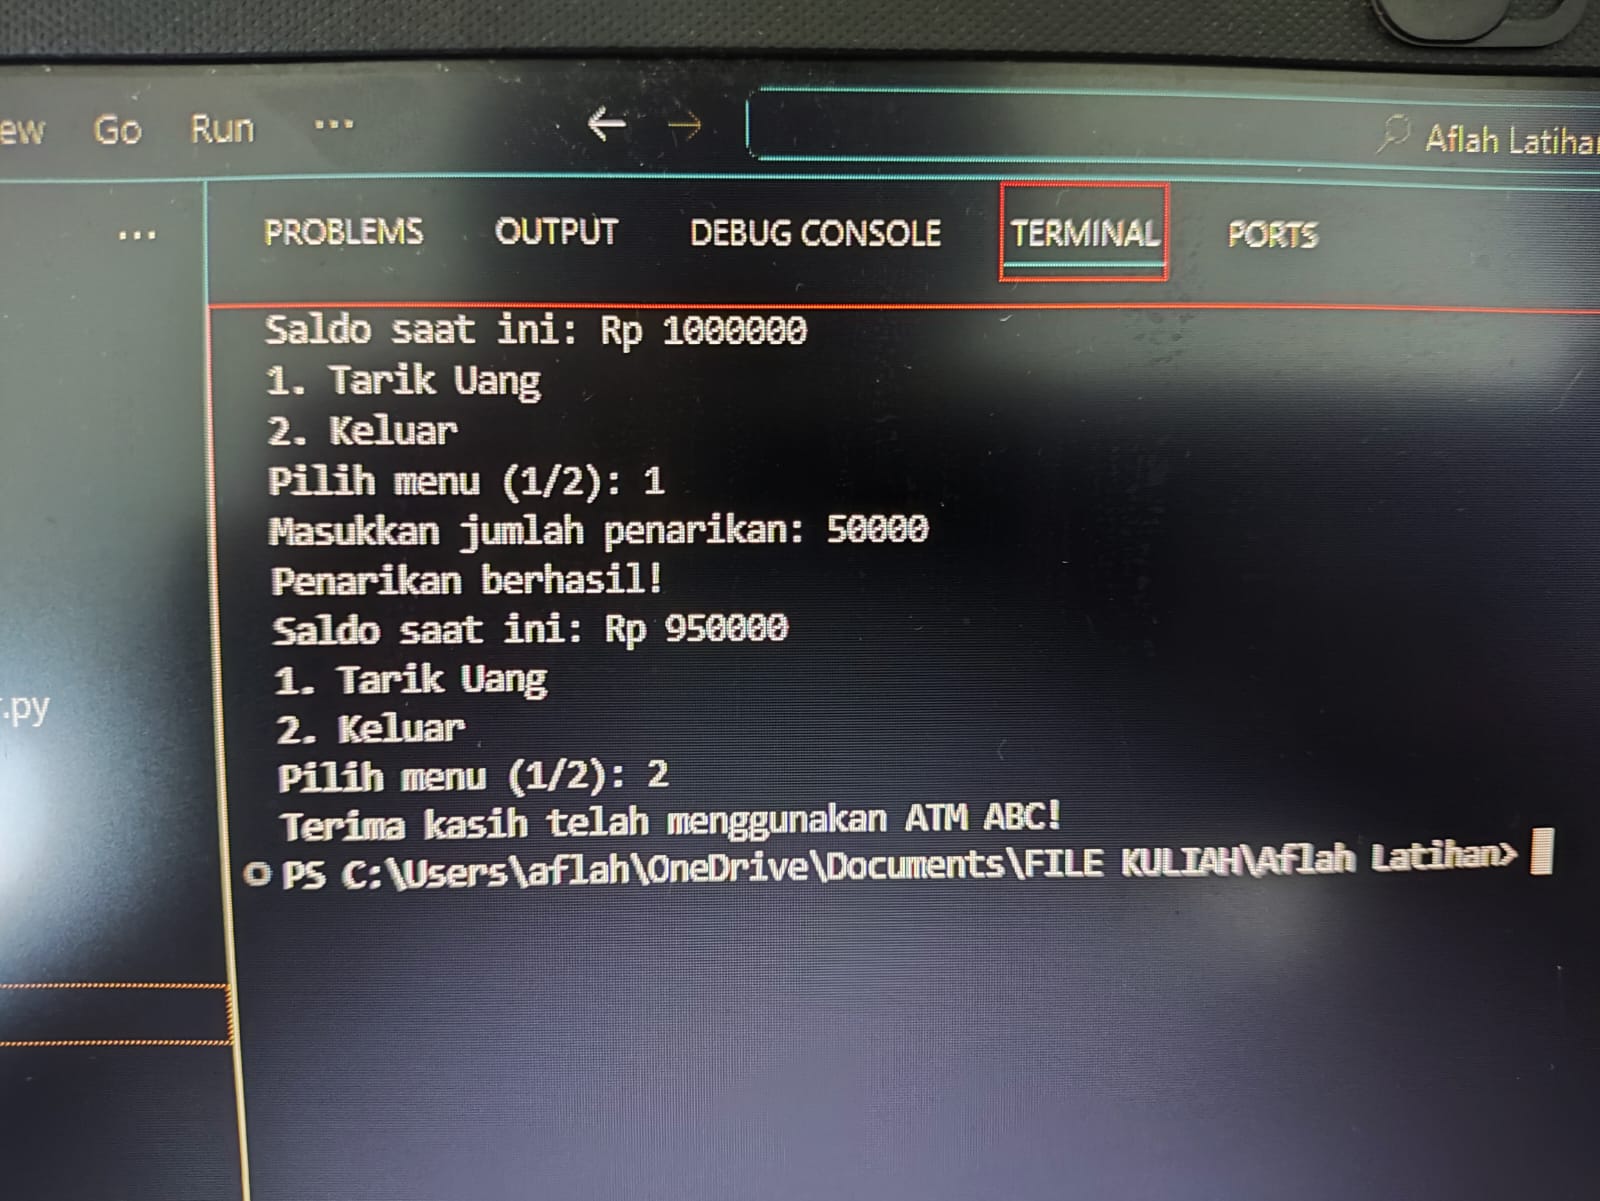 Go Run ...
Aflah
PROBLEMS OUTPUT DEBUG CONSOLE TERMINAL PORTS
Saldo saat ini: Rp 1000000
1. Tarik Uang
2. Keluar
Pilih menu (1/2): 1
Masukkan jumlah penarikan: 50000
Penarikan berhasil!
Saldo saat ini: Rp 950000
1. Tarik Uang
2. Keluar
Pilih menu (1/2): 2
Terima kasih telah menggunakan ATM ABC!
PS C:\Users\aflah\OneDrive\Documents\FILE KULIAH\Aflah Latihan>
.py